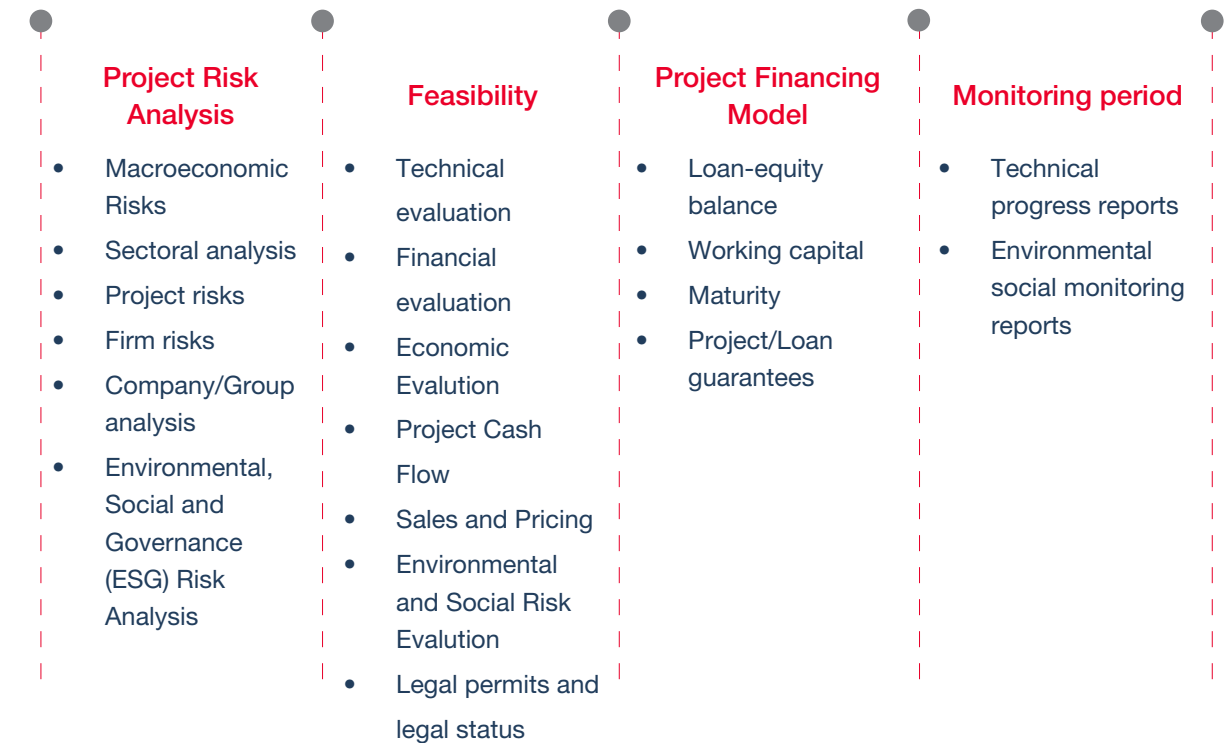 Project Risk
Analysis
• Macroeconomic
Risks
• Sectoral analysis
• Project risks
• Firm risks
• Company/Group
analysis
• Environmental,
Social and
Governance
(ESG) Risk
Analysis
Feasibility
• Technical
evaluation
• Financial
evaluation
• Economic
Evalution
• Project Cash
Flow
• Sales and Pricing
• Environmental
and Social Risk
Evalution
• Legal permits and
legal status
Project Financing
Model
• Loan-equity
balance
• Working capital
• Maturity
• Project/Loan
guarantees
Monitoring period
• Technical
progress reports
• Environmental
social monitoring
reports